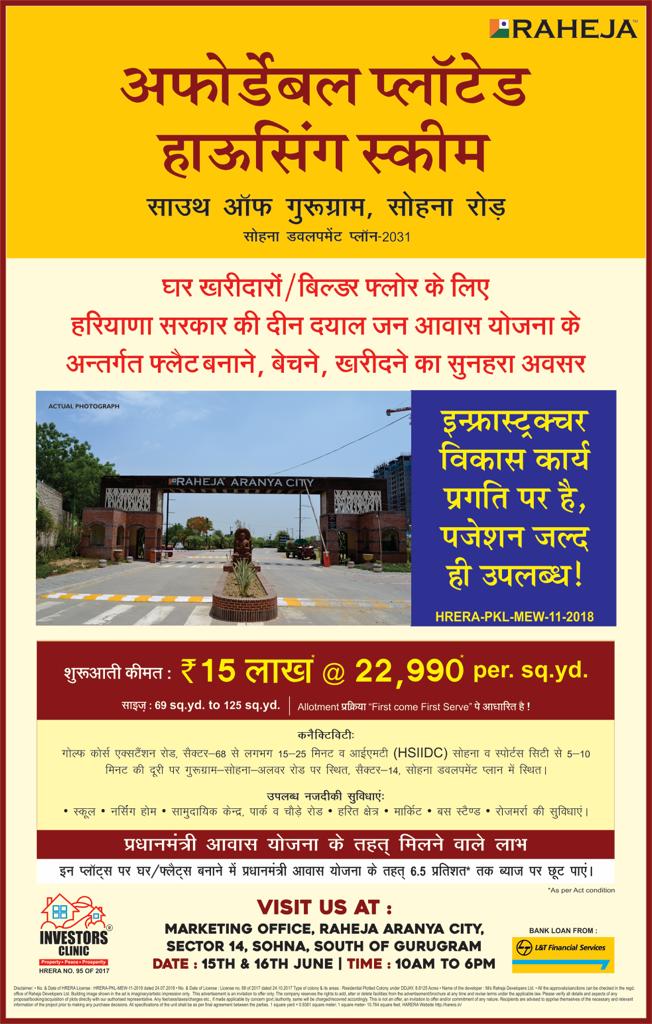 RAHEJA™
अफोर्डेबल प्लॉटेड
हाऊसिंग स्कीम
साउथ ऑफ गुरूग्राम, सोहना रोड़
सोहना डवलपमेंट प्लॉन-2031
घर खरीदारों/बिल्डर फ्लोर के लिए
हरियाणा सरकार की दीन दयाल जन आवास योजना के
अन्तर्गत फ्लैट बनाने, बेचने, खरीदने का सुनहरा अवसर
ACTUAL PHOTOGRAPH
RAHEJA ARANYA CITY
इन्फ्रास्ट्रक्चर
विकास कार्य
प्रगति पर है,
पजेशन जल्द
ही उपलब्ध!
HRERA-PKL-MEW-11-2018
शुरूआती कीमत : ₹15 लाख* @ 22,990* per. sq.yd.
साइज़ : 69 sq.yd. to 125 sq.yd. | Allotment प्रक्रिया "First come First Serve" पे आधारित है !
कनैक्टिविटीः
गोल्फ कोर्स एक्सटैंशन रोड, सैक्टर-68 से लगभग 15-25 मिनट व आईएमटी (HSIIDC) सोहना व स्पोर्टस सिटी से 5-10
मिनट की दूरी पर गुरूग्राम-सोहना-अलवर रोड पर स्थित, सैक्टर-14, सोहना डवलपमेंट प्लान में स्थित।
उपलब्ध नजदीकी सुविधाएंः
• स्कूल • नर्सिंग होम • सामुदायिक केन्द्र, पार्क व चौड़े रोड • हरित क्षेत्र • मार्किट • बस स्टैण्ड • रोजमर्रा की सुविधाएं।
प्रधानमंत्री आवास योजना के तहत् मिलने वाले लाभ
इन प्लॉट्स पर घर/फ्लैट्स बनाने में प्रधानमंत्री आवास योजना के तहत् 6.5 प्रतिशत* तक ब्याज पर छूट पाएं।
*As per Act condition
INVESTORS®
CLINIC
Property • Peace • Prosperity
HRERA NO. 95 OF 2017
VISIT US AT :
MARKETING OFFICE, RAHEJA ARANYA CITY,
SECTOR 14, SOHNA, SOUTH OF GURUGRAM
DATE : 15TH & 16TH JUNE | TIME : 10AM TO 6PM
BANK LOAN FROM :
L&T Financial Services